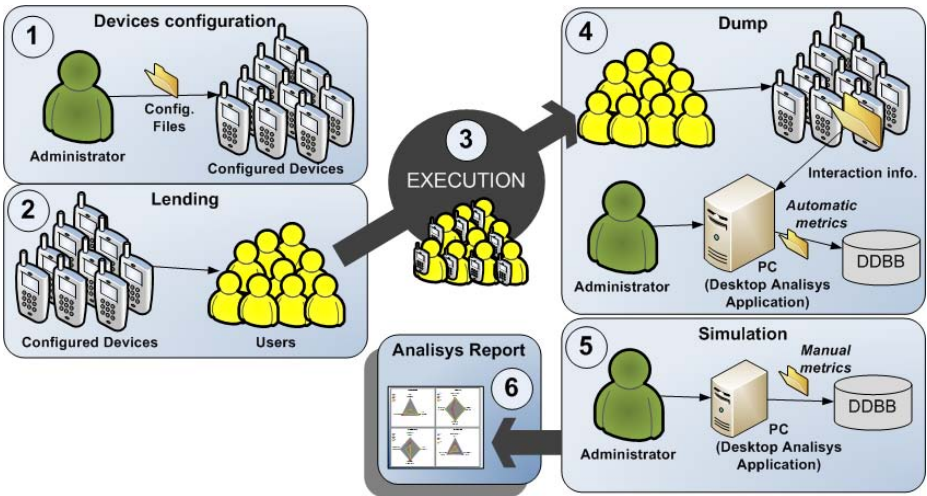 1
Devices configuration
Config.
Files
Administrator
Configured Devices
2
Lending
Configured Devices
Users
3
EXECUTION
4
Dump
Interaction info.
Automatic
metrics
DDBB
Administrator
PC
(Desktop Analisys
Application)
5
Simulation
Manual
metrics
DDBB
Administrator
PC
(Desktop Analisys
Application)
Analisys Report
6